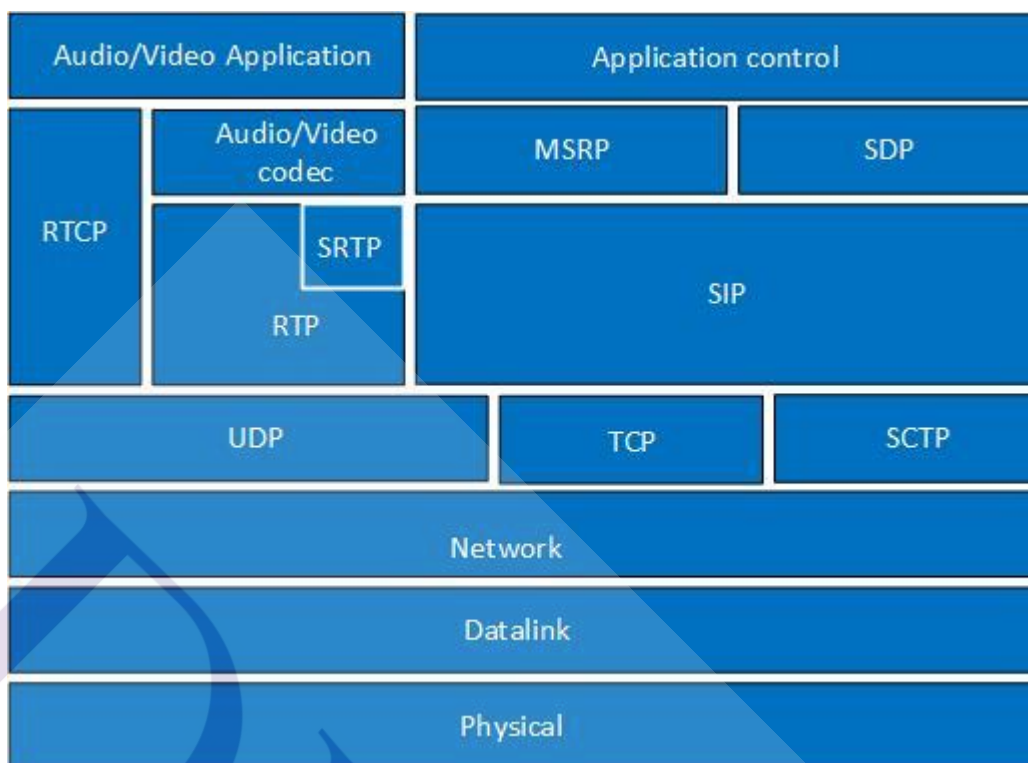 Audio/Video Application
Application control
RTCP
Audio/Video
codec
MSRP
SDP
SRTP
RTP
SIP
UDP
TCP
SCTP
Network
Datalink
Physical